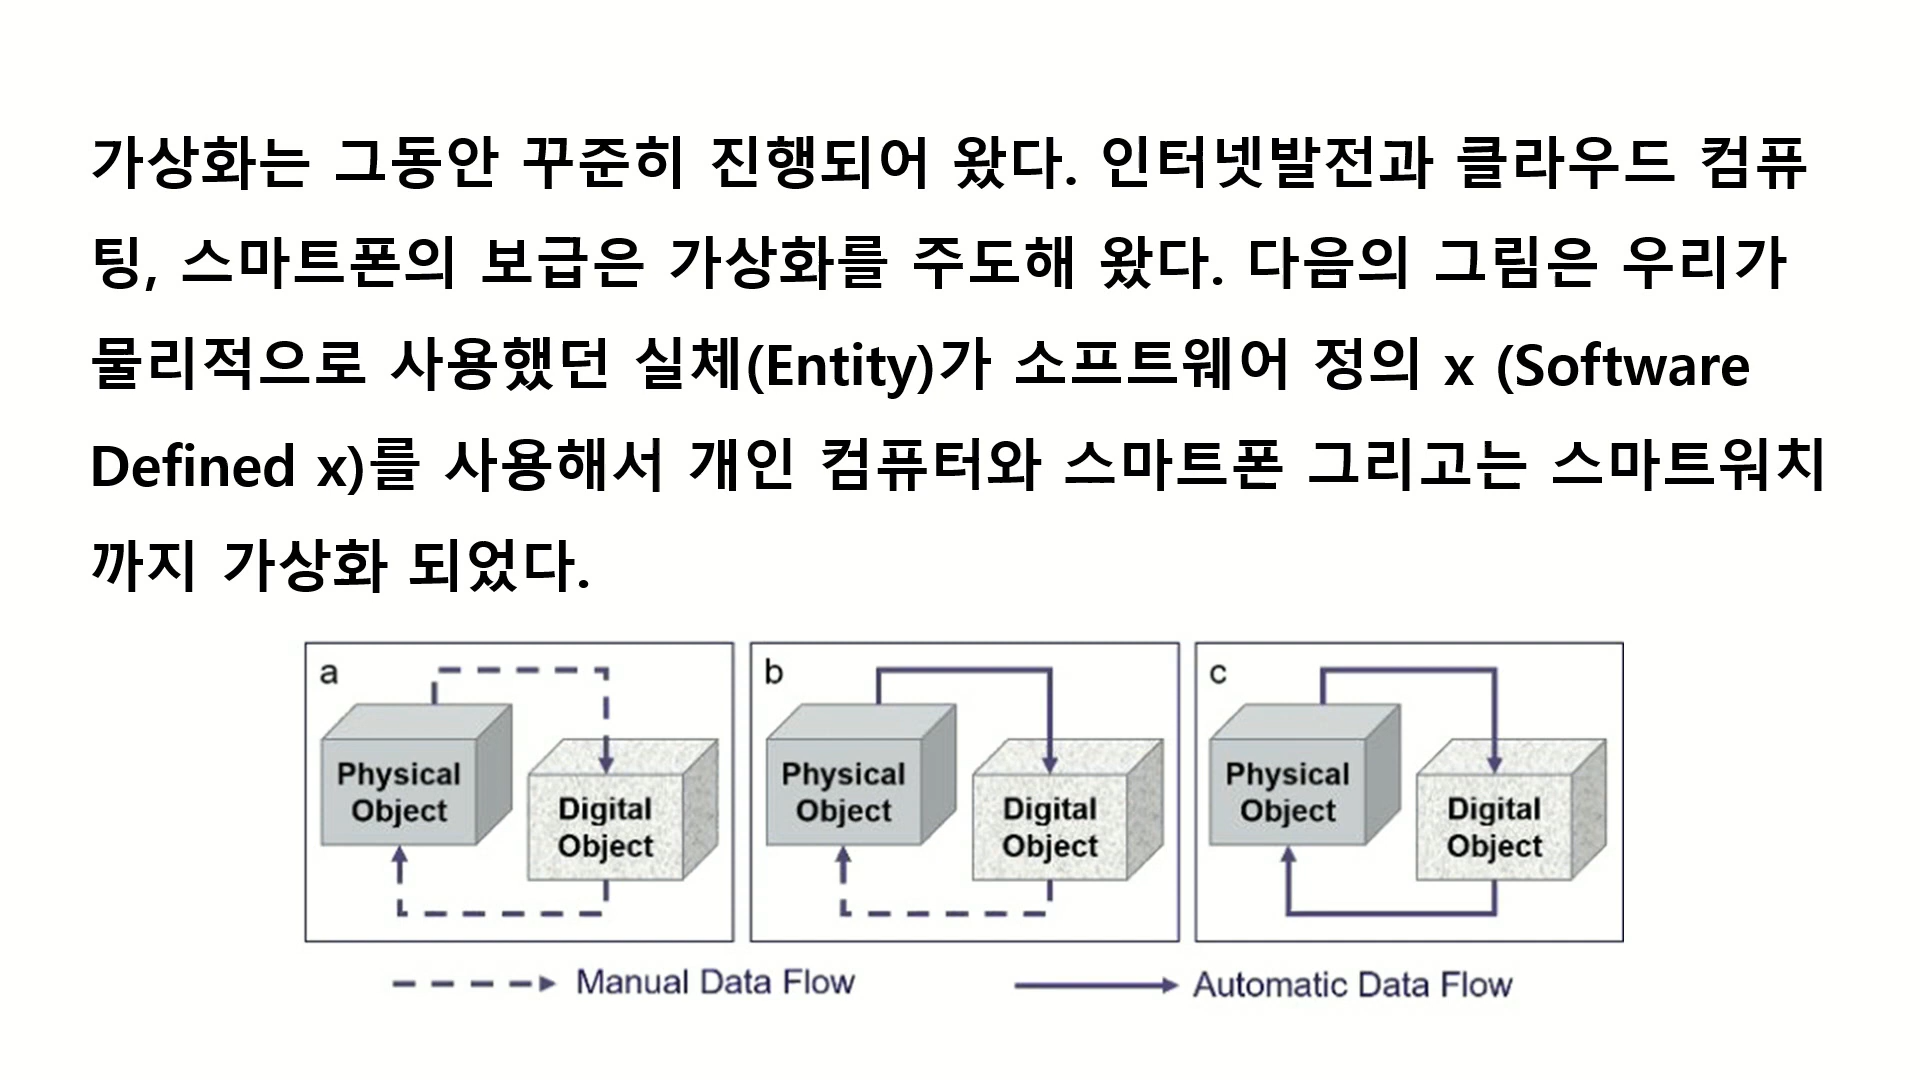 가상화는 그동안 꾸준히 진행되어 왔다. 인터넷발전과 클라우드 컴퓨
팅, 스마트폰의 보급은 가상화를 주도해 왔다. 다음의 그림은 우리가
물리적으로 사용했던 실체(Entity)가 소프트웨어 정의 x (Software
Defined x)를 사용해서 개인 컴퓨터와 스마트폰 그리고는 스마트워치
까지 가상화 되었다.
a
Physical
Object
Digital
Object
b
Physical
Object
Digital
Object
c
Physical
Object
Digital
Object
Manual Data Flow
Automatic Data Flow